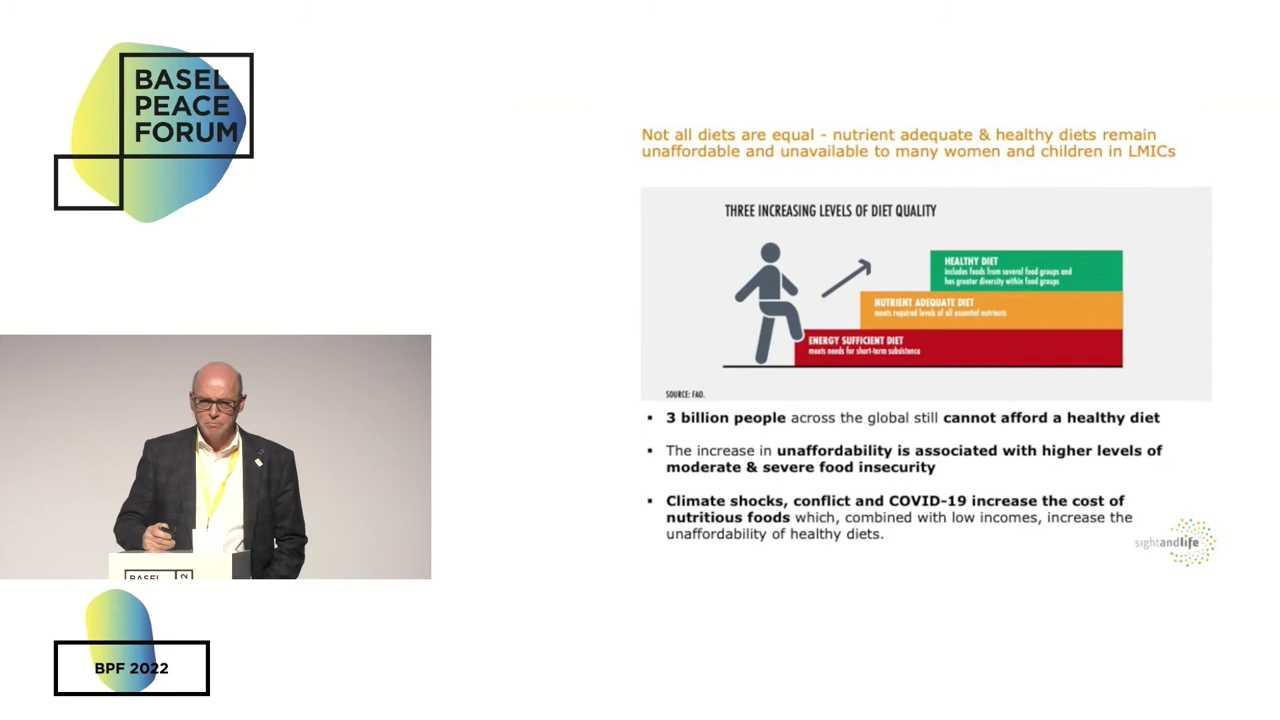 BASEL
PEACE
FORUM
Not all diets are equal - nutrient adequate & healthy diets remain
unaffordable and unavailable to many women and children in LMICs
THREE INCREASING LEVELS OF DIET QUALITY
HEALTHY DIET
includes foods from several food groups and
has greater diversity within food groups
NUTRIENT ADEQUATE DIET
meets required levels of all essential nutrients
ENERGY SUFFICIENT DIET
meets needs for short-term subsistence
SOURCE: FAO.
▪ 3 billion people across the global still cannot afford a healthy diet
▪ The increase in unaffordability is associated with higher levels of
moderate & severe food insecurity
▪ Climate shocks, conflict and COVID-19 increase the cost of
nutritious foods which, combined with low incomes, increase the
unaffordability of healthy diets.
sightandlife
BASEL
BPF 2022